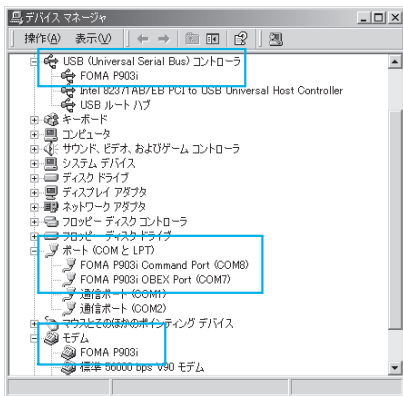 デバイス マネージャ
操作(A) 表示(V)
USB (Universal Serial Bus) コントローラ
FOMA P903i
Intel 82371AB/EB PCI to USB Universal Host Controller
USB ルート ハブ
キーボード
コンピュータ
サウンド、ビデオ、およびゲーム コントローラ
システム デバイス
ディスク ドライブ
ディスプレイ アダプタ
ネットワーク アダプタ
フロッピー ディスク コントローラ
フロッピー ディスク ドライブ
ポート (COM と LPT)
FOMA P903i Command Port (COM8)
FOMA P903i OBEX Port (COM7)
通信ポート (COM1)
通信ポート (COM2)
マウスとそのほかのポインティング デバイス
モデム
FOMA P903i
標準 56000 bps V90 モデム